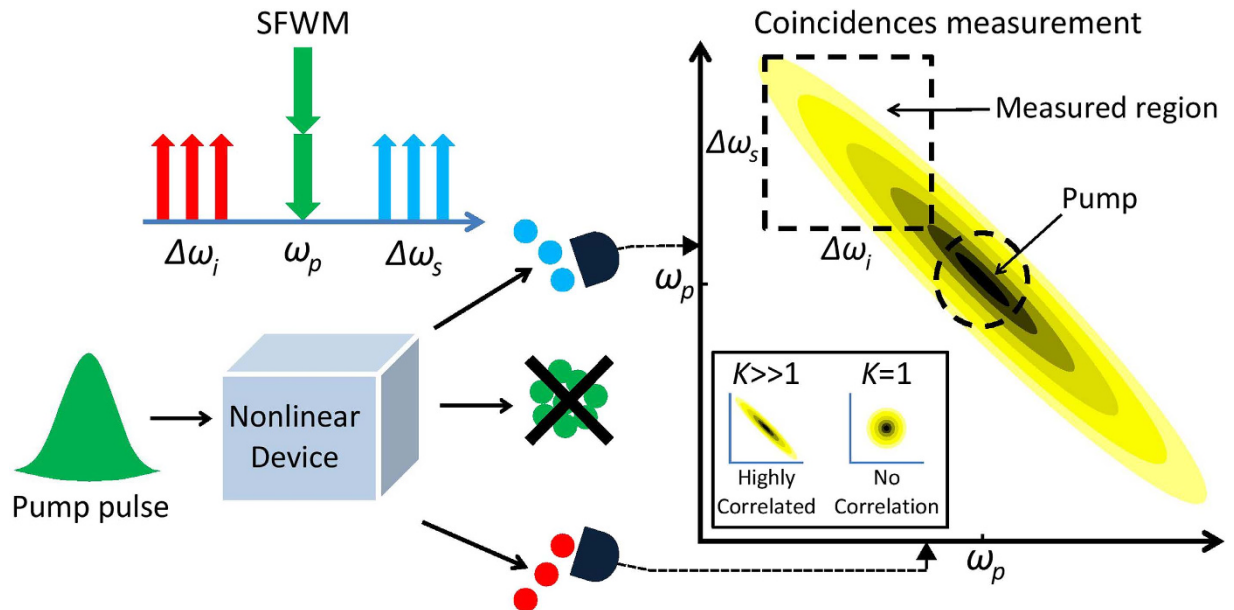 SFWM
Δω_i
ω_p
Δω_s
Pump pulse
Nonlinear
Device
Coincidences measurement
Measured region
Δω_s
Pump
Δω_i
ω_p
K>>1
K=1
Highly
Correlated
No
Correlation
ω_p